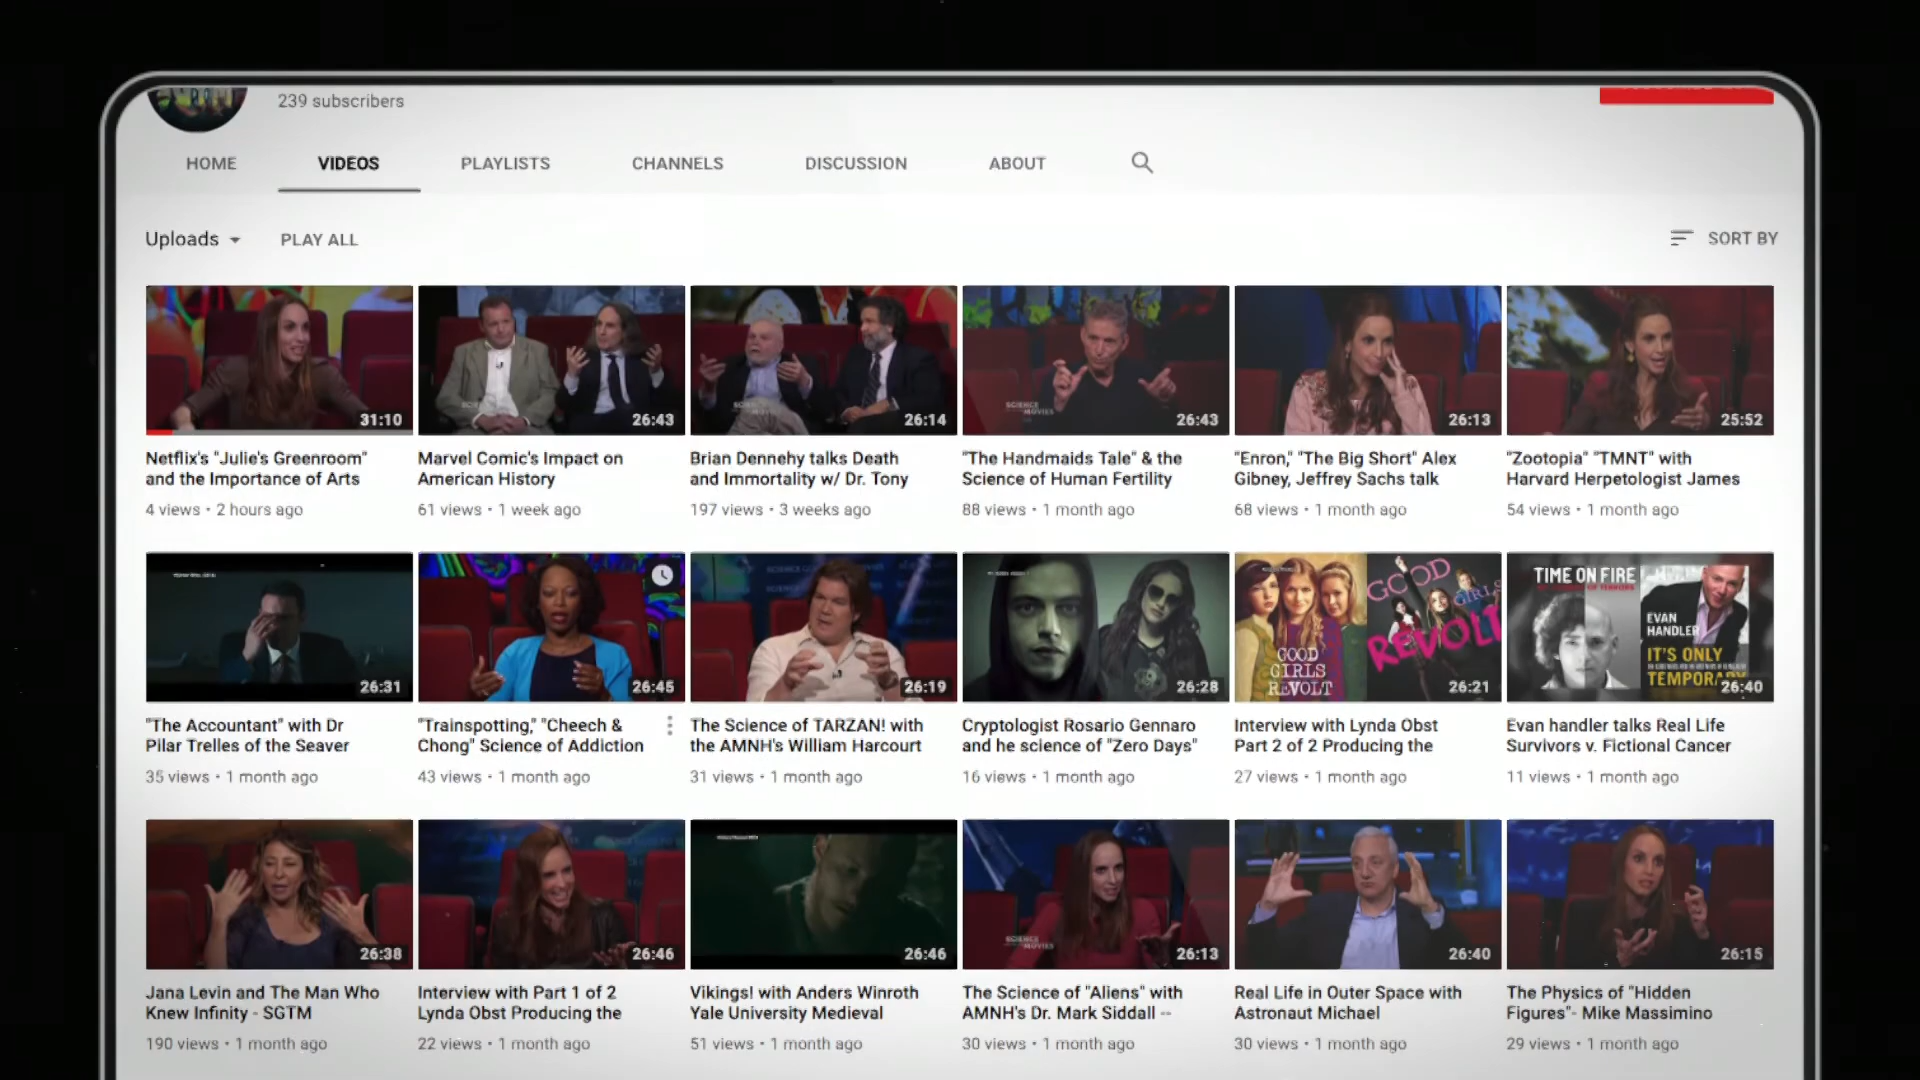 239 subscribers
HOME
VIDEOS
PLAYLISTS
CHANNELS
DISCUSSION
ABOUT
Uploads
PLAY ALL
SORT BY
31:10
26:43
26:14
SCIENCE
MOVIES
26:43
26:13
25:52
Netflix's "Julie's Greenroom"
and the Importance of Arts
4 views • 2 hours ago
Marvel Comic's Impact on
American History
61 views • 1 week ago
Brian Dennehy talks Death
and Immortality w/ Dr. Tony
197 views • 3 weeks ago
"The Handmaids Tale" & the
Science of Human Fertility
88 views • 1 month ago
"Enron," "The Big Short" Alex
Gibney, Jeffrey Sachs talk
68 views • 1 month ago
"Zootopia" "TMNT" with
Harvard Herpetologist James
54 views • 1 month ago
26:31
26:45
26:19
26:28
GOOD
GIRLS
REVOLT
GOOD
GIRLS
REVOLT
26:21
TIME ON FIRE
EVAN
HANDLER
IT'S ONLY
TEMPORARY
26:40
"The Accountant" with Dr
Pilar Trelles of the Seaver
35 views • 1 month ago
"Trainspotting," "Cheech &
Chong" Science of Addiction
43 views • 1 month ago
The Science of TARZAN! with
the AMNH's William Harcourt
31 views • 1 month ago
Cryptologist Rosario Gennaro
and he science of "Zero Days"
16 views • 1 month ago
Interview with Lynda Obst
Part 2 of 2 Producing the
27 views • 1 month ago
Evan handler talks Real Life
Survivors v. Fictional Cancer
11 views • 1 month ago
26:38
26:46
26:46
SCIENCE
MOVIES
26:13
26:40
26:15
Jana Levin and The Man Who
Knew Infinity - SGTM
190 views • 1 month ago
Interview with Part 1 of 2
Lynda Obst Producing the
22 views • 1 month ago
Vikings! with Anders Winroth
Yale University Medieval
51 views • 1 month ago
The Science of "Aliens" with
AMNH's Dr. Mark Siddall --
30 views • 1 month ago
Real Life in Outer Space with
Astronaut Michael
30 views • 1 month ago
The Physics of "Hidden
Figures"- Mike Massimino
29 views • 1 month ago